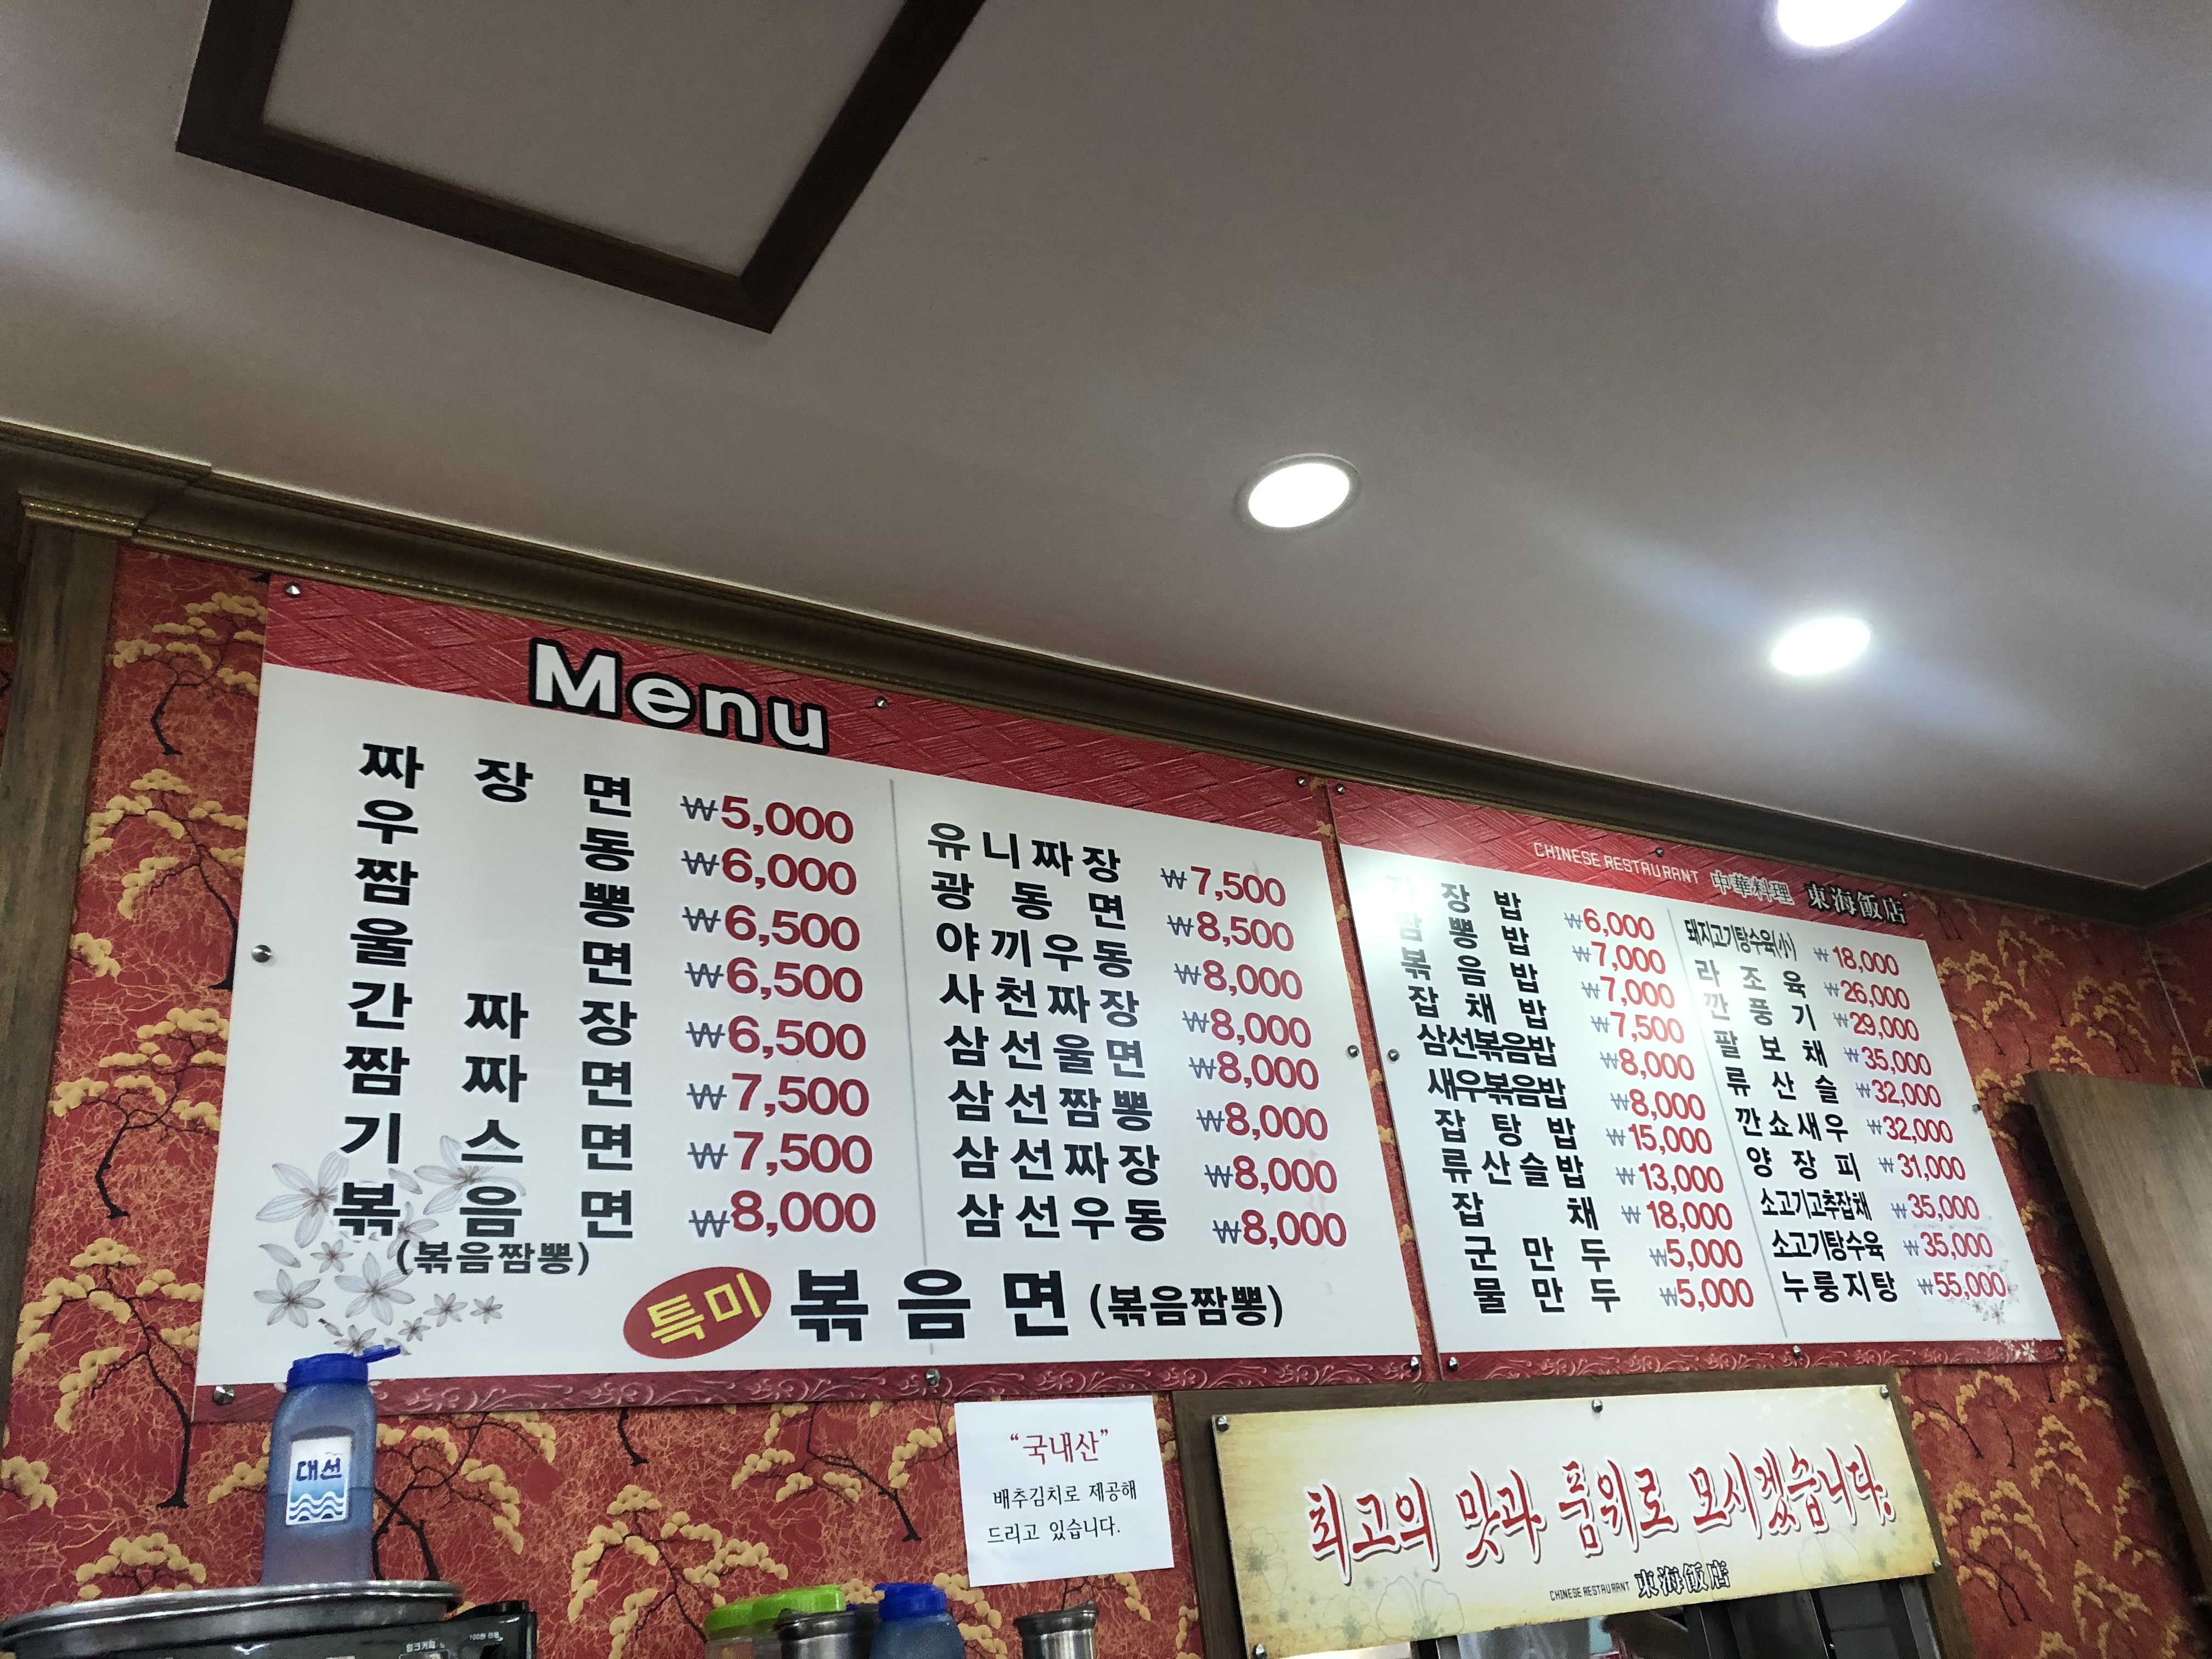 Menu
짜장면 ₩5,000
우동 ₩6,000
짬뽕 ₩6,500
울면 ₩6,500
간짜장 ₩6,500
짬짜면 ₩7,500
기스면 ₩7,500
볶음면 ₩8,000
(볶음짬뽕)
유니짜장 ₩7,500
광동면 ₩8,500
야끼우동 ₩8,000
사천짜장 ₩8,000
삼선울면 ₩8,000
삼선짬뽕 ₩8,000
삼선짜장 ₩8,000
삼선우동 ₩8,000
특미 볶음면 (볶음짬뽕)
CHINESE RESTAURANT 中華料理 東海飯店
장밥 ₩6,000
짬뽕밥 ₩7,000
볶음밥 ₩7,000
잡채밥 ₩7,500
삼선볶음밥 ₩8,000
새우볶음밥 ₩8,000
잡탕밥 ₩15,000
류산슬밥 ₩13,000
잡채 ₩18,000
군만두 ₩5,000
물만두 ₩5,000
돼지고기탕수육(小) ₩18,000
라조육 ₩26,000
깐풍기 ₩29,000
팔보채 ₩35,000
류산슬 ₩32,000
깐쇼새우 ₩32,000
양장피 ₩31,000
소고기고추잡채 ₩35,000
소고기탕수육 ₩35,000
누룽지탕 ₩55,000
"국내산"
배추김치로 제공해
드리고 있습니다.
최고의 맛과 품위로 모시겠습니다.
CHINESE RESTAURANT 東海飯店
대선